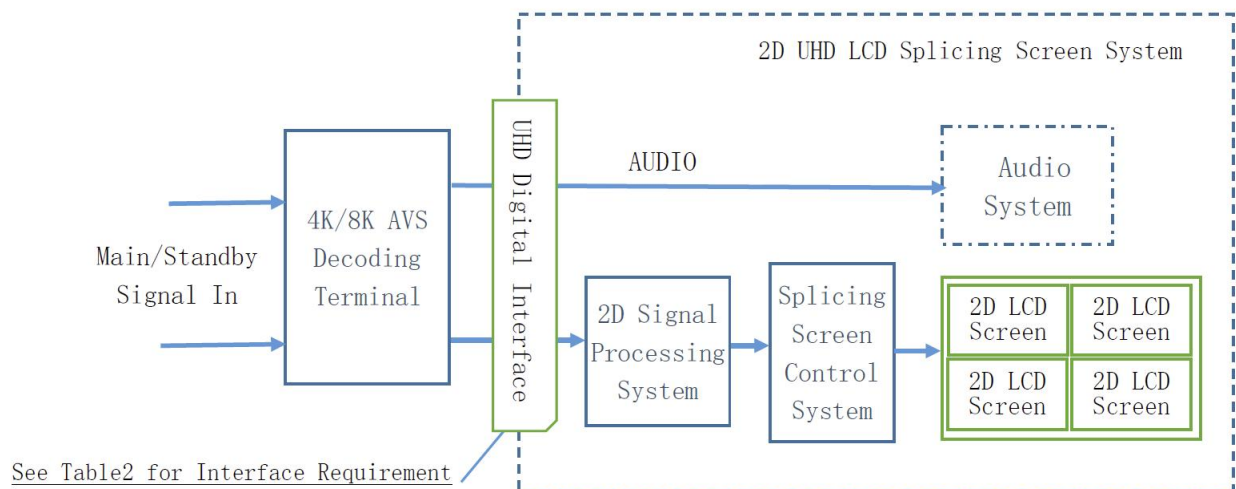 2D UHD LCD Splicing Screen System
UHD Digital Interface
AUDIO
Audio
System
4K/8K AVS
Decoding
Terminal
Main/Standby
Signal In
2D Signal
Processing
System
Splicing
Screen
Control
System
2D LCD
Screen
2D LCD
Screen
2D LCD
Screen
2D LCD
Screen
See Table2 for Interface Requirement